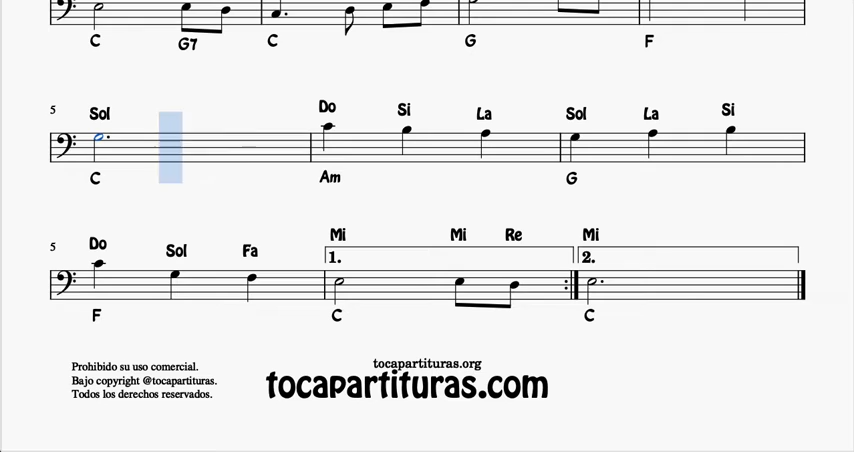 C G7 C G F
5 Sol Do Si La Sol La Si
C Am G
5 Do Sol Fa Mi Mi Re Mi
1. 2.
F C C
Prohibido su uso comercial.
Bajo copyright @tocapartituras.
Todos los derechos reservados.
tocapartituras.org
tocapartituras.com